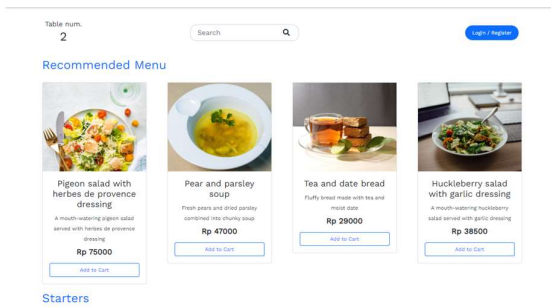 Table num.
2
Search
Login / Register
Recommended Menu
Pigeon salad with
herbes de provence
dressing
A mouth-watering pigeon salad
served with herbes de provence
dressing
Rp 75000
Add to Cart
Pear and parsley
soup
Fresh pears and dried parsley
combined into chunky soup
Rp 47000
Add to Cart
Tea and date bread
Fluffy bread made with tea and
moist date
Rp 29000
Add to Cart
Huckleberry salad
with garlic dressing
A mouth-watering huckleberry
salad served with garlic dressing
Rp 38500
Add to Cart
Starters